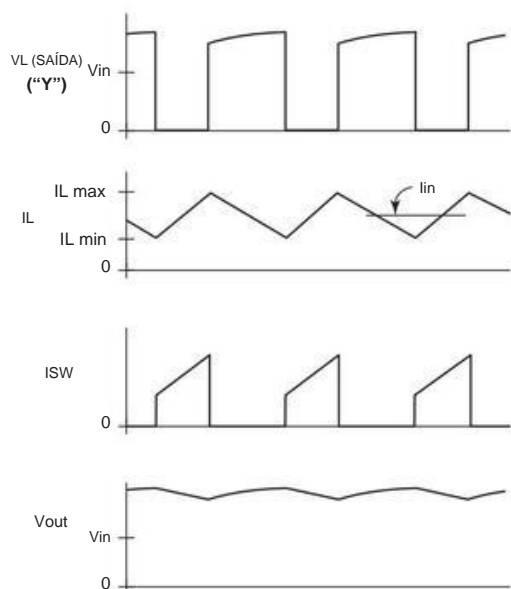 VL (SAÍDA)
(“Y”)
Vin
0
IL max
Iin
IL
IL min
0
ISW
0
Vout
Vin
0